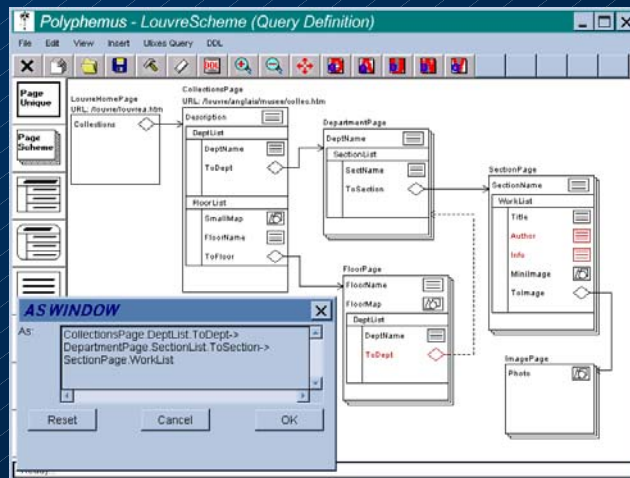 Polyphemus - LouvreScheme (Query Definition)
File Edit View Insert Ulixes Query DDL
DDL
Page
Unique
Page
Scheme
LouvreHomePage
URL: /louvre/louvrea.htm
Collections
CollectionsPage
URL: /louvre/anglais/musee/colles.htm
Description
DeptList
DeptName
ToDept
FloorList
SmallMap
FloorName
ToFloor
DepartmentPage
DeptName
SectionList
SectName
ToSection
SectionPage
SectionName
WorkList
Title
Author
Info
MiniImage
ToImage
FloorPage
FloorName
FloorMap
DeptList
DeptName
ToDept
ImagePage
Photo
AS WINDOW
As:
CollectionsPage.DeptList.ToDept->
DepartmentPage.SectionList.ToSection->
SectionPage.WorkList
Reset Cancel OK